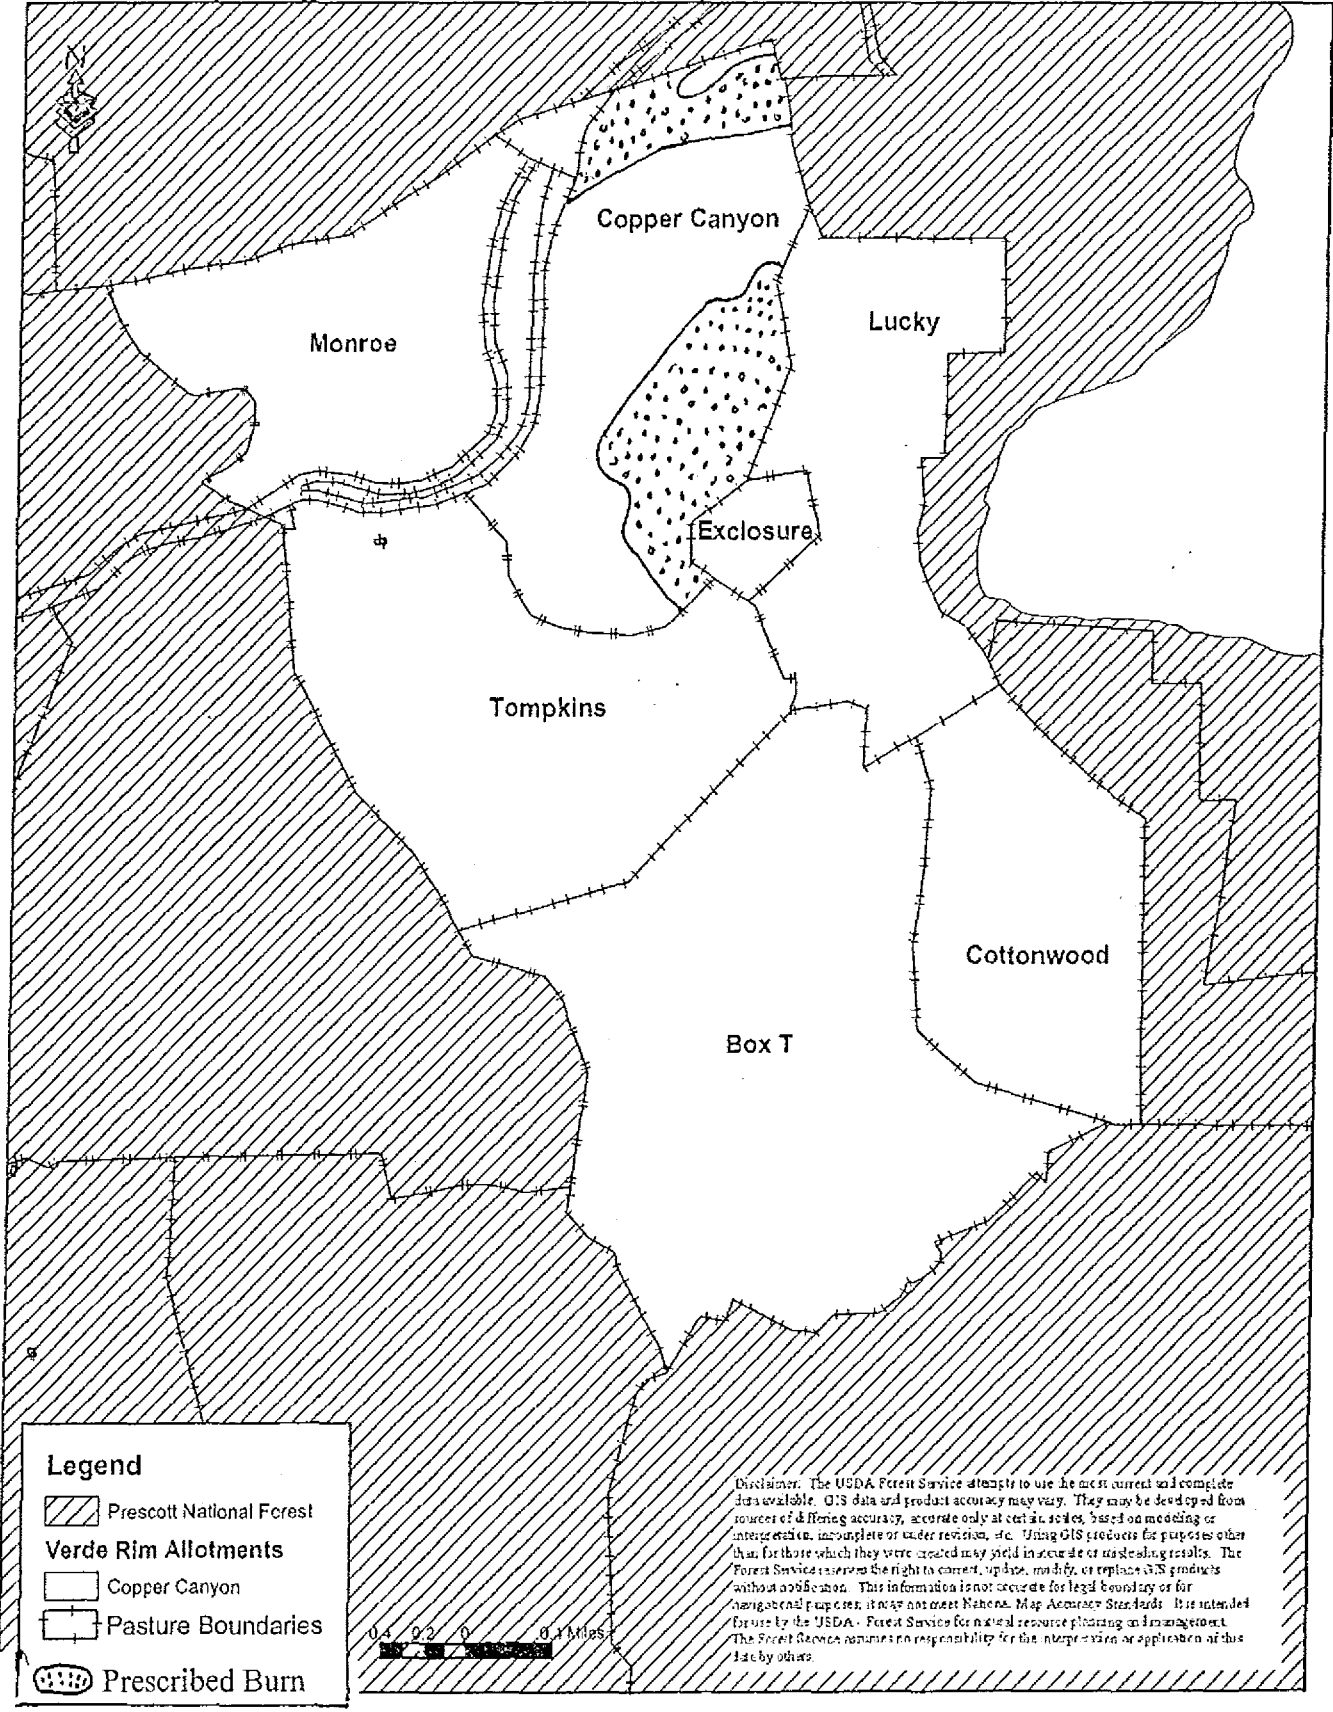 N
Copper Canyon
Lucky
Monroe
Exclosure
Tompkins
Cottonwood
Box T
Legend
Prescott National Forest
Verde Rim Allotments
Copper Canyon
Pasture Boundaries
Prescribed Burn
0.4 0.2 0 0.4 Miles
Disclaimer: The USDA Forest Service attempts to use the most current and complete
data available. GIS data and product accuracy may vary. They may be developed from
sources of differing accuracy, accurate only at certain scales, based on modeling or
interpretation, incomplete or under revision, etc. Using GIS products for purposes other
than for those which they were created may yield inaccurate or misleading results. The
Forest Service reserves the right to correct, update, modify, or replace GIS products
without notification. This information is not accurate for legal boundary or for
navigational purposes, it may not meet National Map Accuracy Standards. It is intended
for use by the USDA - Forest Service for natural resource planning and management.
The Forest Service assumes no responsibility for the interpretation or application of this
data by others.